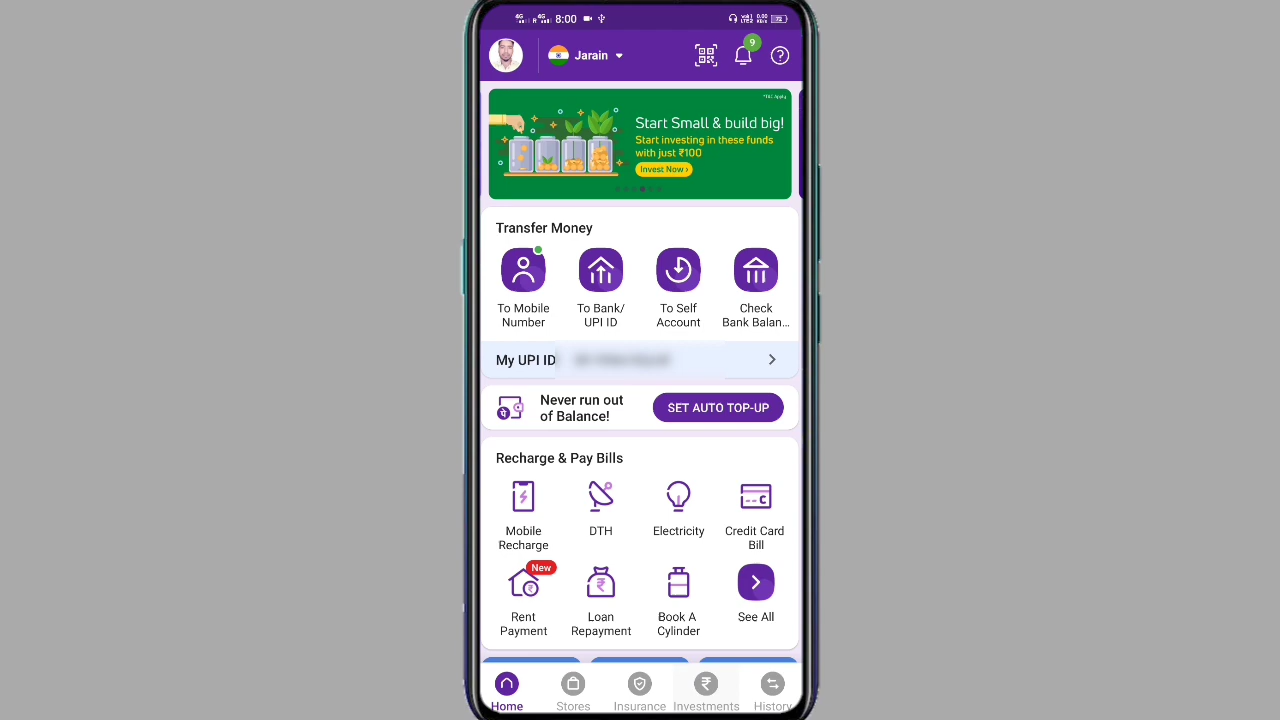 8:00
Jarain
9
*T&C Apply
Start Small & build big!
Start investing in these funds
with just ₹100
Invest Now ›
Transfer Money
To Mobile
Number
To Bank/
UPI ID
To Self
Account
Check
Bank Balan...
My UPI ID
Never run out
of Balance!
SET AUTO TOP-UP
Recharge & Pay Bills
Mobile
Recharge
DTH
Electricity
Credit Card
Bill
New
Rent
Payment
Loan
Repayment
Book A
Cylinder
See All
Home
Stores
Insurance
Investments
History